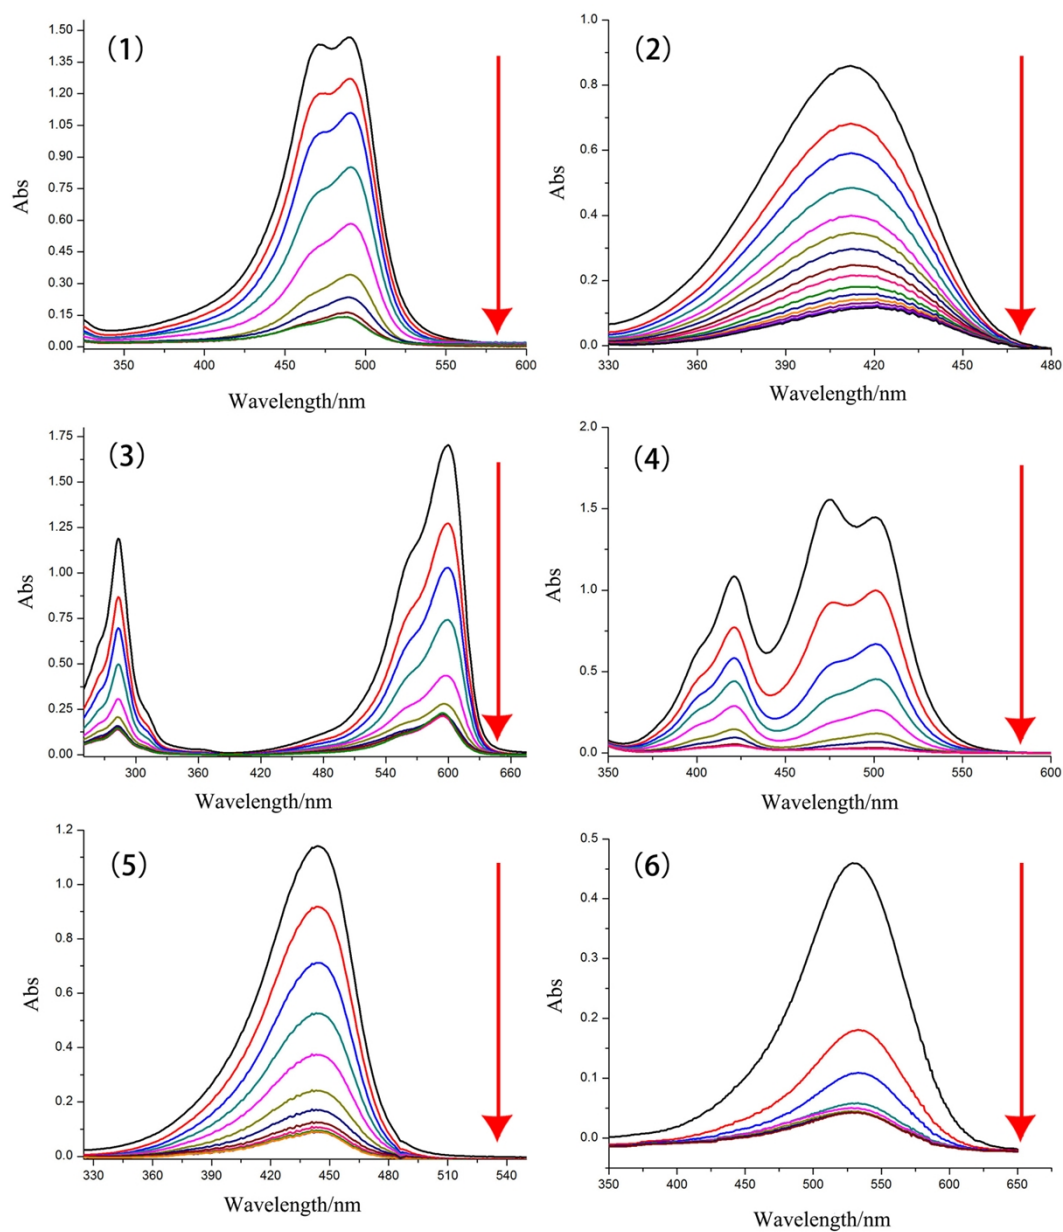 (1)
1.50
1.35
1.20
1.05
0.90
0.75
0.60
0.45
0.30
0.15
0.00
Abs
350 400 450 500 550 600
Wavelength/nm
(2)
1.0
0.8
0.6
0.4
0.2
0.0
Abs
330 360 390 420 450 480
Wavelength/nm
(3)
1.75
1.50
1.25
1.00
0.75
0.50
0.25
0.00
Abs
300 360 420 480 540 600 660
Wavelength/nm
(4)
2.0
1.5
1.0
0.5
0.0
Abs
350 400 450 500 550 600
Wavelength/nm
(5)
1.2
1.0
0.8
0.6
0.4
0.2
0.0
Abs
330 360 390 420 450 480 510 540
Wavelength/nm
(6)
0.5
0.4
0.3
0.2
0.1
0.0
Abs
350 400 450 500 550 600 650
Wavelength/nm